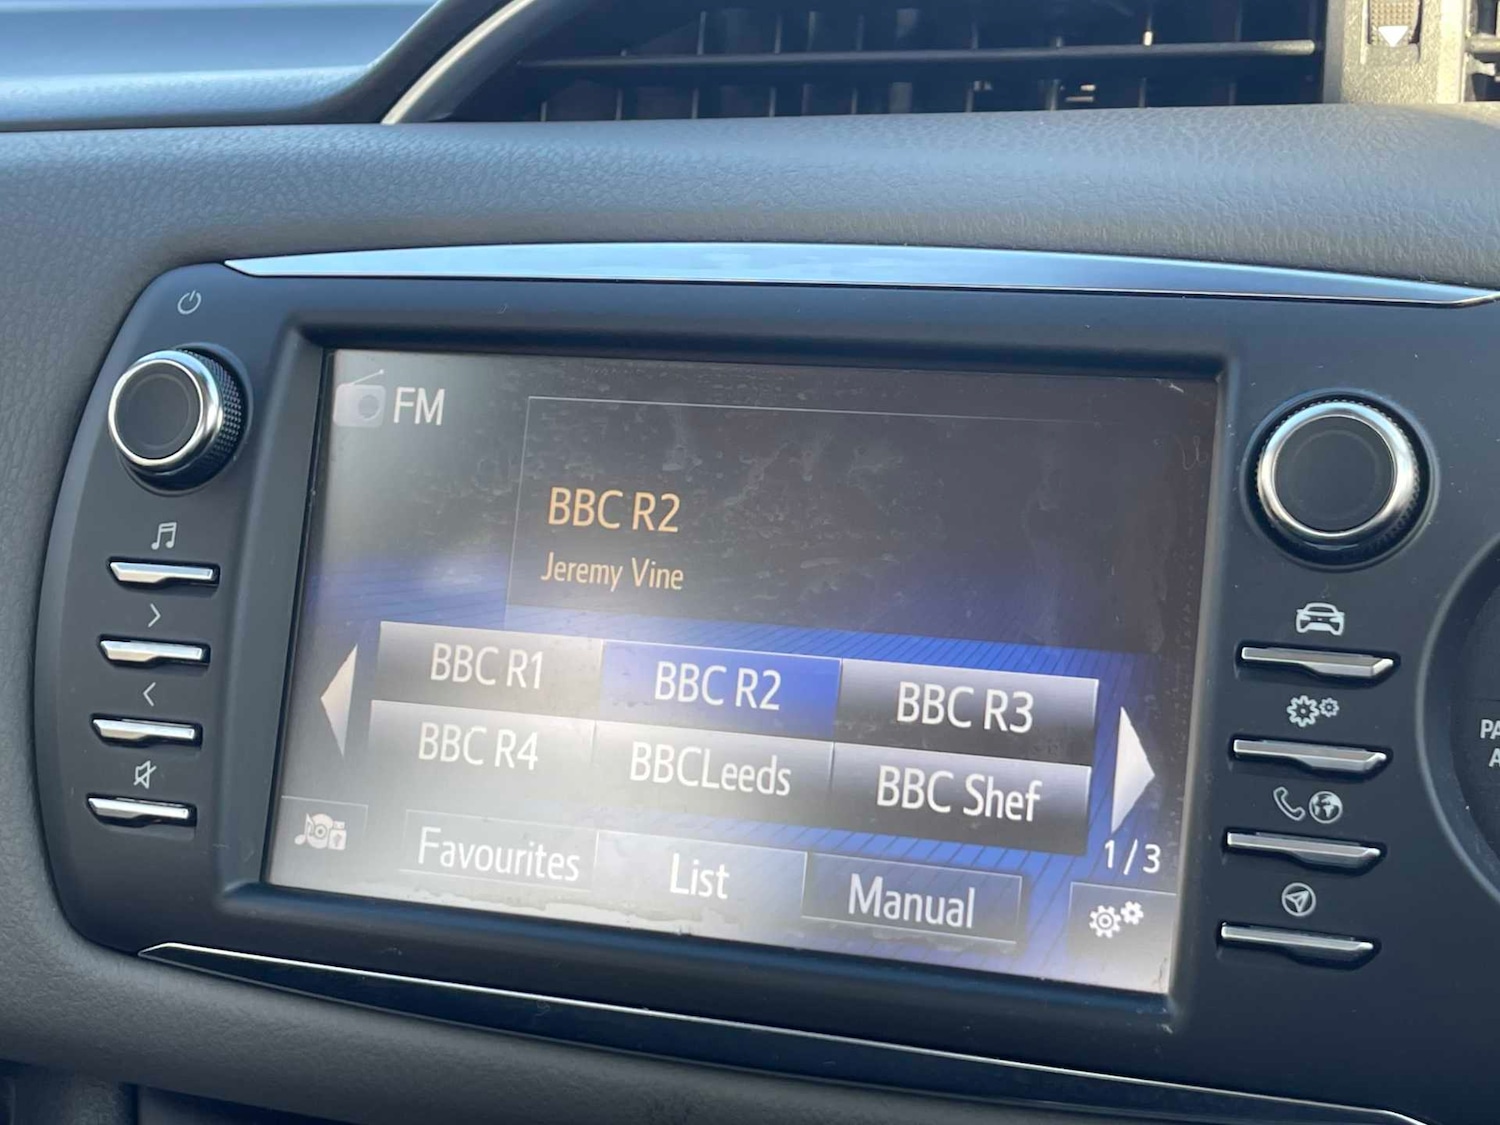 FM
BBC R2
Jeremy Vine
BBC R1 BBC R2 BBC R3
BBC R4 BBCLeeds BBC Shef
1/3
Favourites List Manual